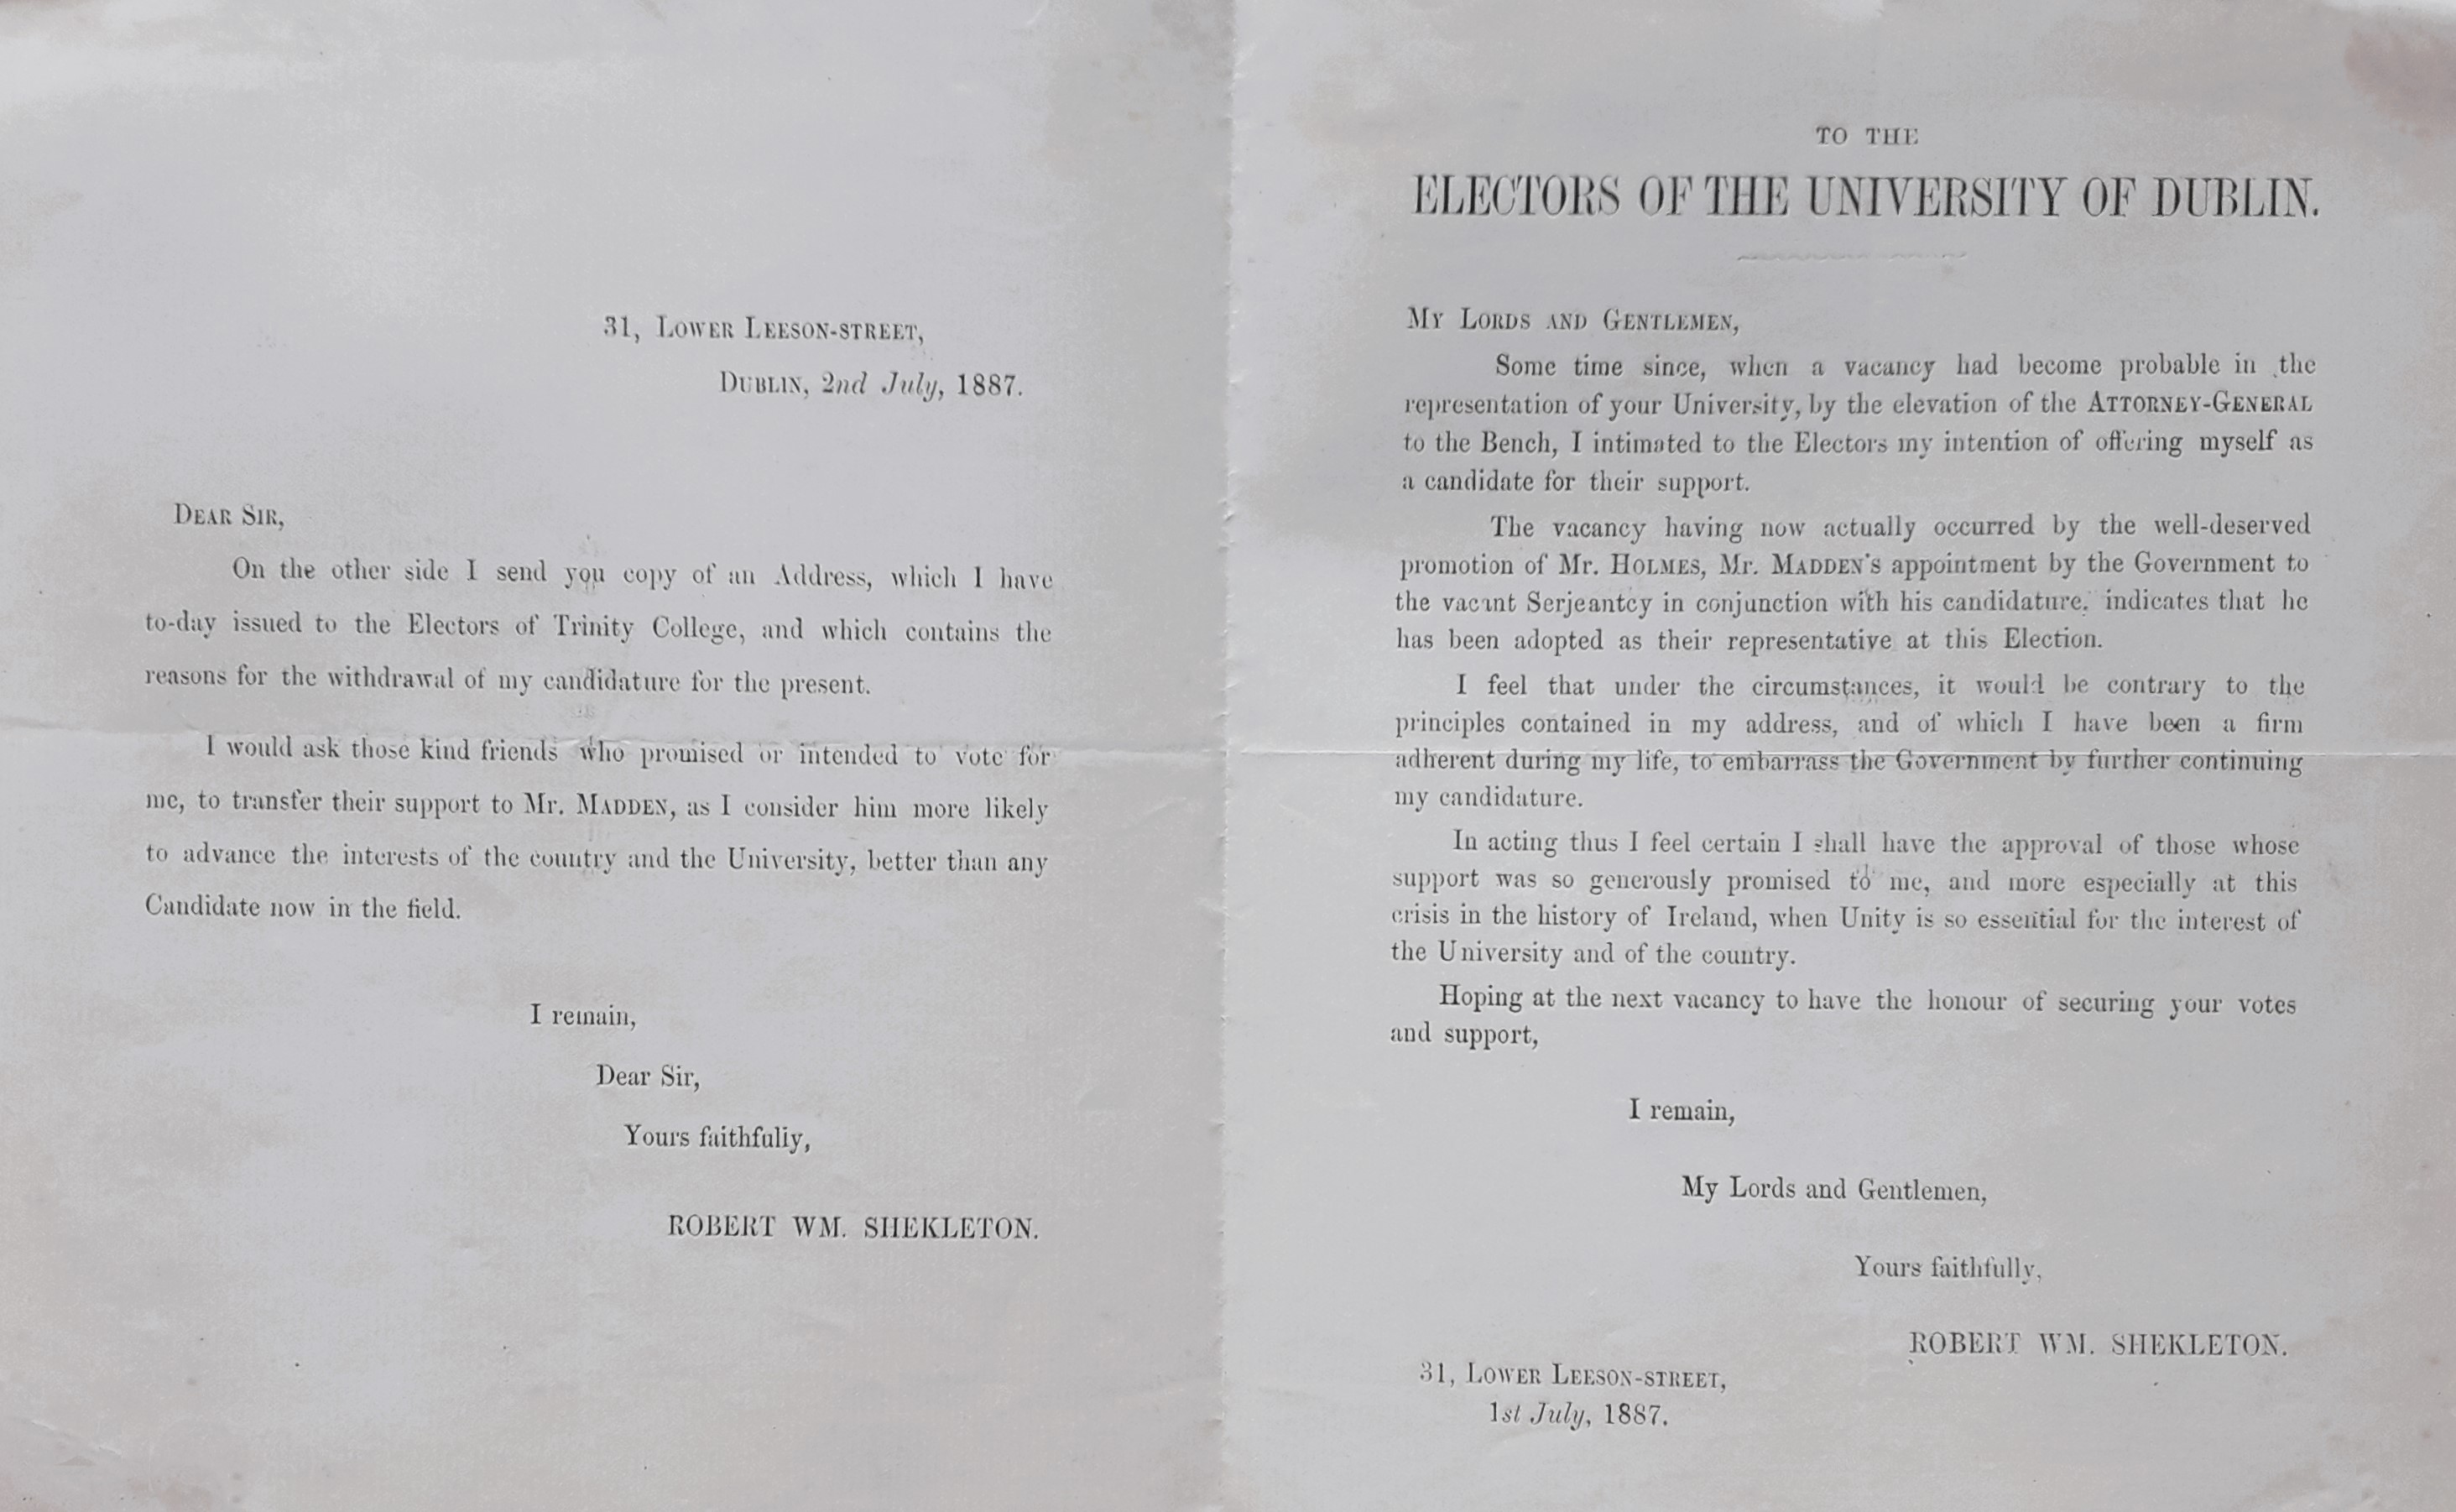 31, LOWER LEESON-STREET,
DUBLIN, 2nd July, 1887.
DEAR SIR,
On the other side I send you copy of an Address, which I have
to-day issued to the Electors of Trinity College, and which contains the
reasons for the withdrawal of my candidature for the present.
I would ask those kind friends who promised or intended to vote for
me, to transfer their support to Mr. MADDEN, as I consider him more likely
to advance the interests of the country and the University, better than any
Candidate now in the field.
I remain,
Dear Sir,
Yours faithfully,
ROBERT WM. SHEKLETON.
TO THE
ELECTORS OF THE UNIVERSITY OF DUBLIN.
MY LORDS AND GENTLEMEN,
Some time since, when a vacancy had become probable in the
representation of your University, by the elevation of the ATTORNEY-GENERAL
to the Bench, I intimated to the Electors my intention of offering myself as
a candidate for their support.
The vacancy having now actually occurred by the well-deserved
promotion of Mr. HOLMES, Mr. MADDEN'S appointment by the Government to
the vacant Serjeantcy in conjunction with his candidature, indicates that he
has been adopted as their representative at this Election.
I feel that under the circumstances, it would be contrary to the
principles contained in my address, and of which I have been a firm
adherent during my life, to embarrass the Government by further continuing
my candidature.
In acting thus I feel certain I shall have the approval of those whose
support was so generously promised to me, and more especially at this
crisis in the history of Ireland, when Unity is so essential for the interest of
the University and of the country.
Hoping at the next vacancy to have the honour of securing your votes
and support,
I remain,
My Lords and Gentlemen,
Yours faithfully,
ROBERT WM. SHEKLETON.
31, LOWER LEESON-STREET,
1st July, 1887.